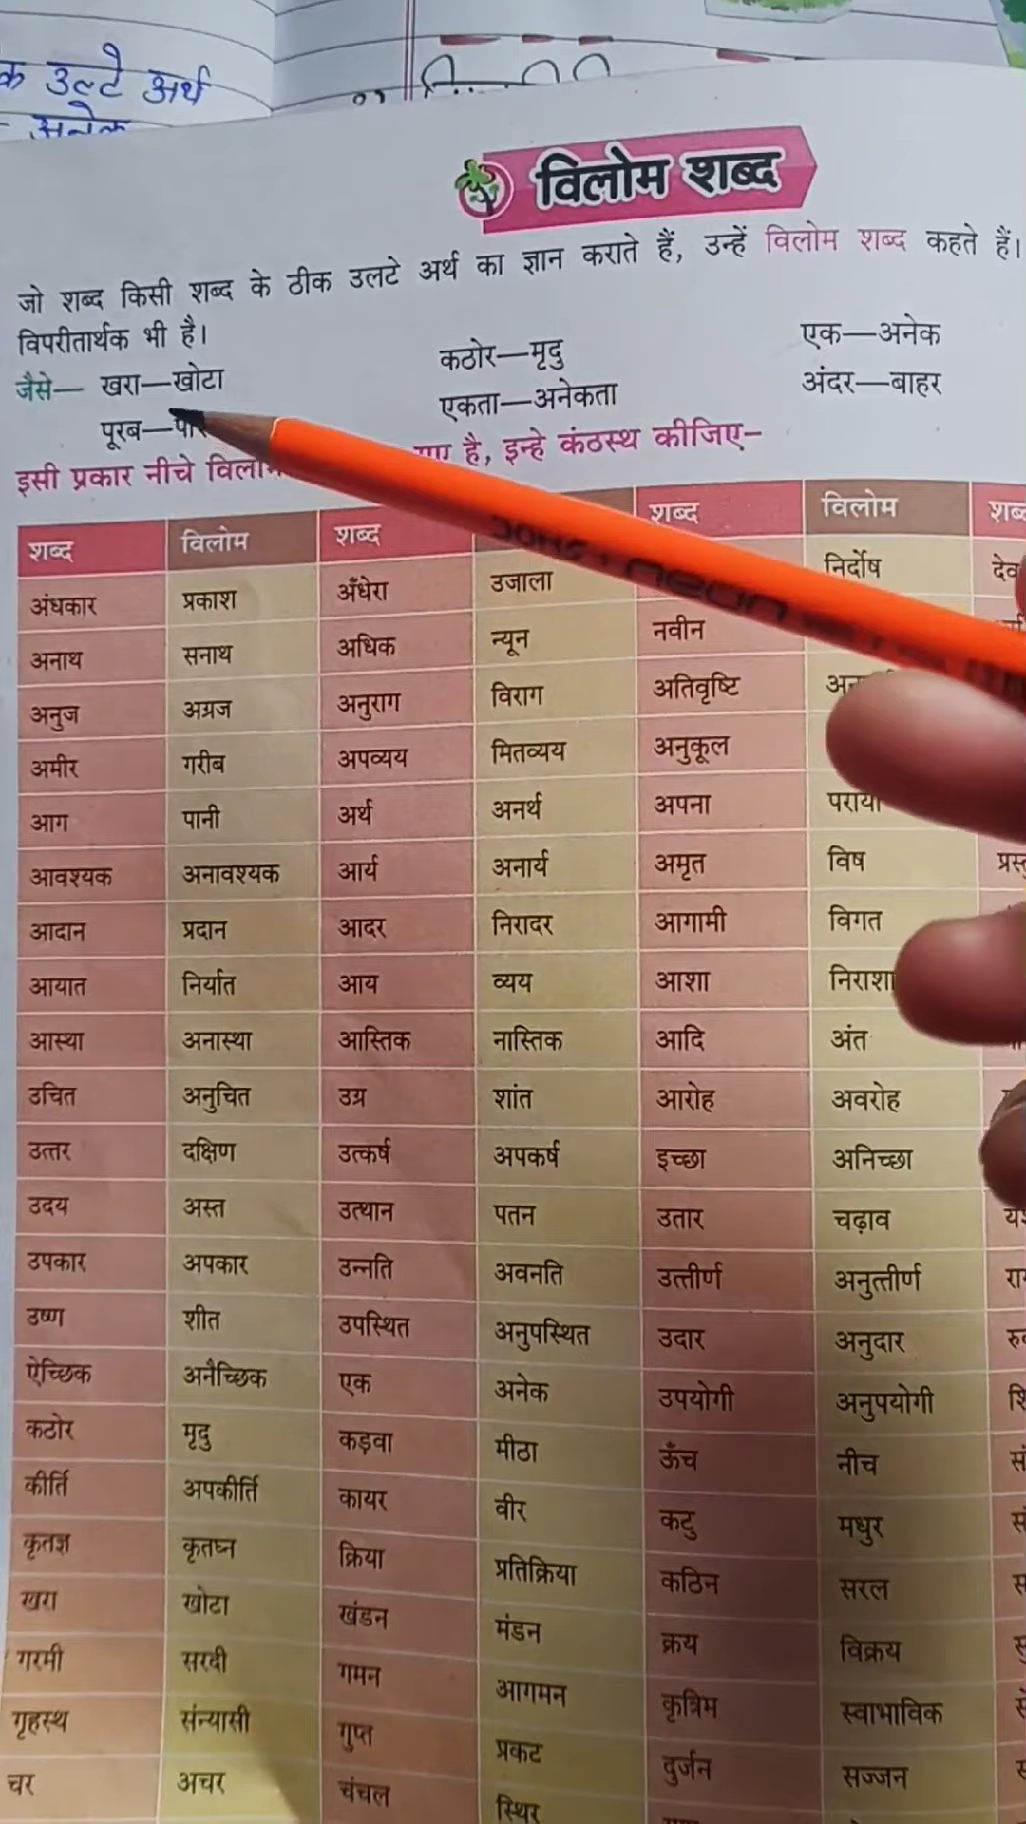 क उल्टे अर्थ
अनेक
विलोम शब्द
जो शब्द किसी शब्द के ठीक उलटे अर्थ का ज्ञान कराते हैं, उन्हें विलोम शब्द कहते हैं।
विपरीतार्थक भी है।
जैसे— खरा—खोटा कठोर—मृदु एक—अनेक
पूरब— एकता—अनेकता अंदर—बाहर
इसी प्रकार नीचे है, इन्हे कंठस्थ कीजिए–
शब्द विलोम शब्द शब्द विलोम
अंधकार प्रकाश अँधेरा उजाला निर्दोष
अनाथ सनाथ अधिक न्यून नवीन
अनुज अग्रज अनुराग विराग अतिवृष्टि
अमीर गरीब अपव्यय मितव्यय अनुकूल
आग पानी अर्थ अनर्थ अपना पराया
आवश्यक अनावश्यक आर्य अनार्य अमृत विष
आदान प्रदान आदर निरादर आगामी विगत
आयात निर्यात आय व्यय आशा निराशा
आस्था अनास्था आस्तिक नास्तिक आदि अंत
उचित अनुचित उग्र शांत आरोह अवरोह
उत्तर दक्षिण उत्कर्ष अपकर्ष इच्छा अनिच्छा
उदय अस्त उत्थान पतन उतार चढ़ाव
उपकार अपकार उन्नति अवनति उत्तीर्ण अनुत्तीर्ण
उष्ण शीत उपस्थित अनुपस्थित उदार अनुदार
ऐच्छिक अनैच्छिक एक अनेक उपयोगी अनुपयोगी
कठोर मृदु कड़वा मीठा ऊँच नीच
कीर्ति अपकीर्ति कायर वीर कटु मधुर
कृतज्ञ कृतघ्न क्रिया प्रतिक्रिया कठिन सरल
खरा खोटा खंडन मंडन क्रय विक्रय
गरमी सरदी गमन आगमन कृत्रिम स्वाभाविक
गृहस्थ संन्यासी गुप्त प्रकट दुर्जन सज्जन
चर अचर चंचल स्थिर